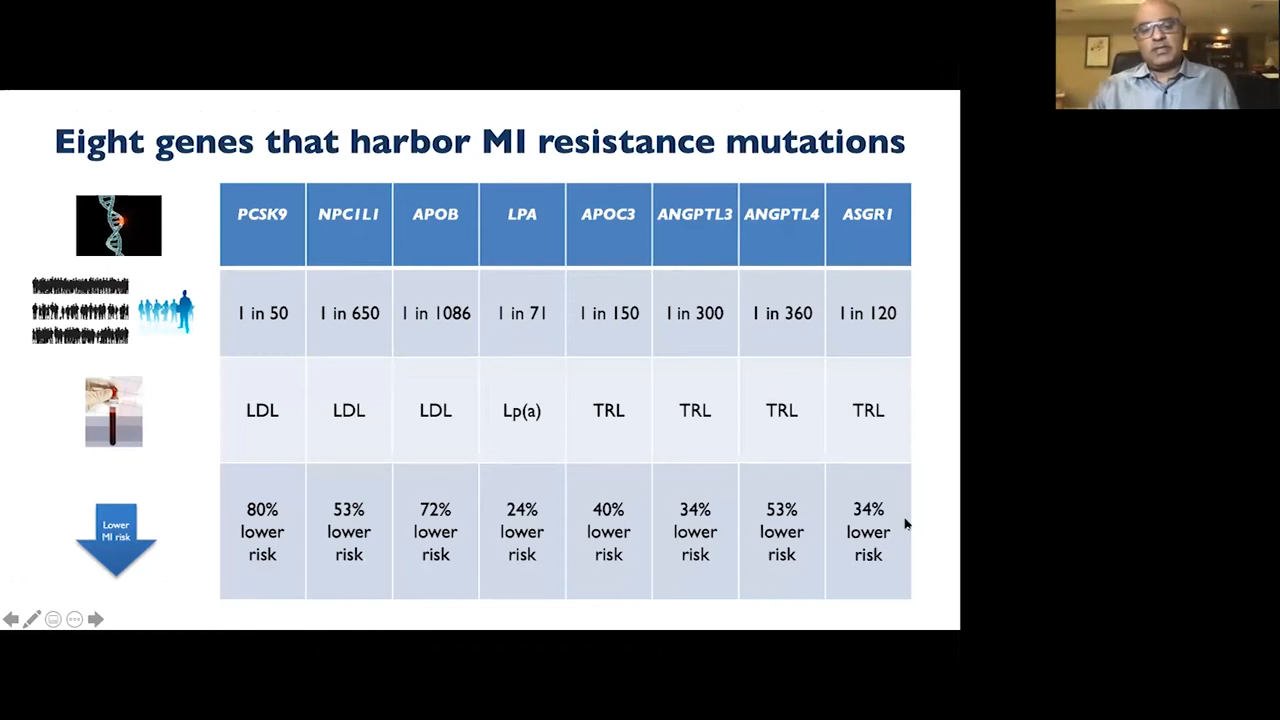 Eight genes that harbor MI resistance mutations
PCSK9 NPC1L1 APOB LPA APOC3 ANGPTL3 ANGPTL4 ASGR1
1 in 50 1 in 650 1 in 1086 1 in 71 1 in 150 1 in 300 1 in 360 1 in 120
LDL LDL LDL Lp(a) TRL TRL TRL TRL
Lower
MI risk
80% 53% 72% 24% 40% 34% 53% 34%
lower lower lower lower lower lower lower lower
risk risk risk risk risk risk risk risk